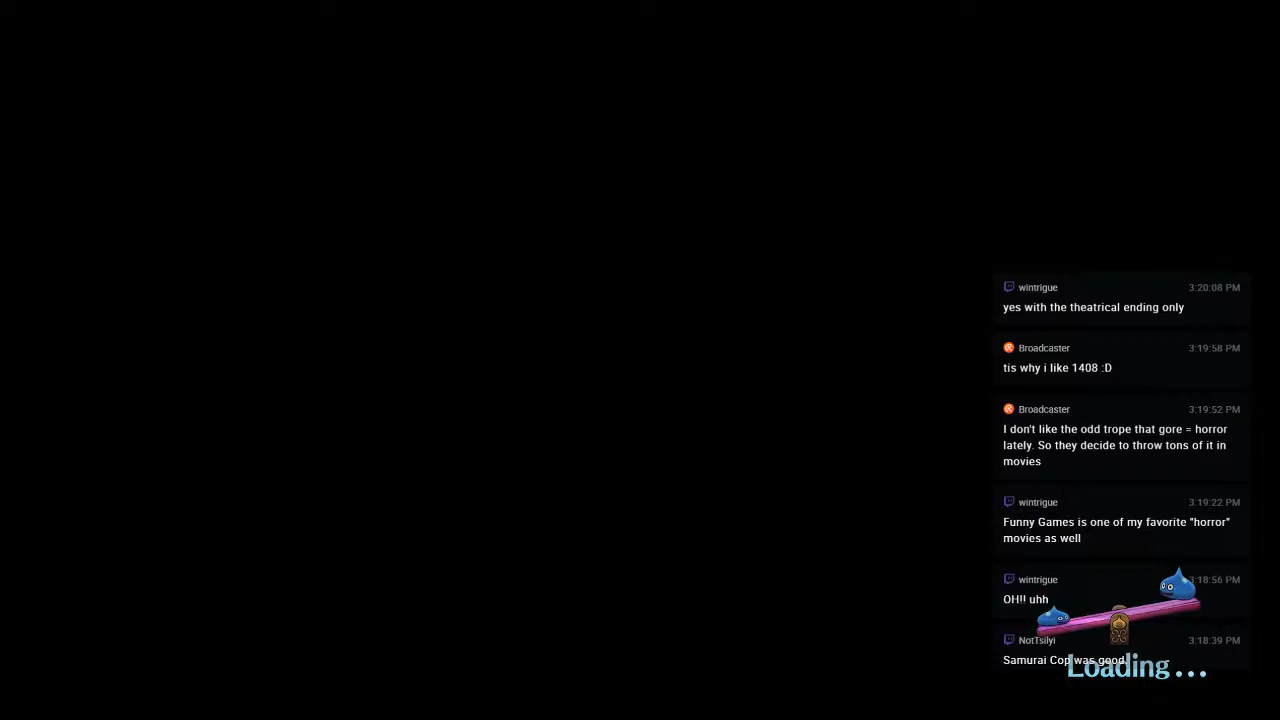 wintrigue 3:20:08 PM
yes with the theatrical ending only
Broadcaster 3:19:58 PM
tis why i like 1408 :D
Broadcaster 3:19:52 PM
I don't like the odd trope that gore = horror
lately. So they decide to throw tons of it in
movies
wintrigue 3:19:22 PM
Funny Games is one of my favorite "horror"
movies as well
wintrigue 3:18:56 PM
OH!! uhh
NotTsilyi 3:18:39 PM
Samurai Cop was good
Loading...